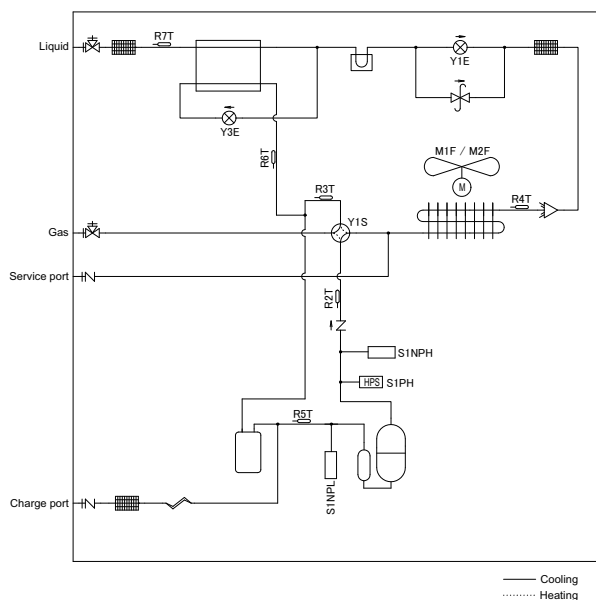 Liquid
R7T
Y1E
Y3E
R6T
M1F / M2F
M
R3T
R4T
Y1S
Gas
Service port
R2T
S1NPH
HPS
S1PH
R5T
S1NPL
Charge port
Cooling
Heating